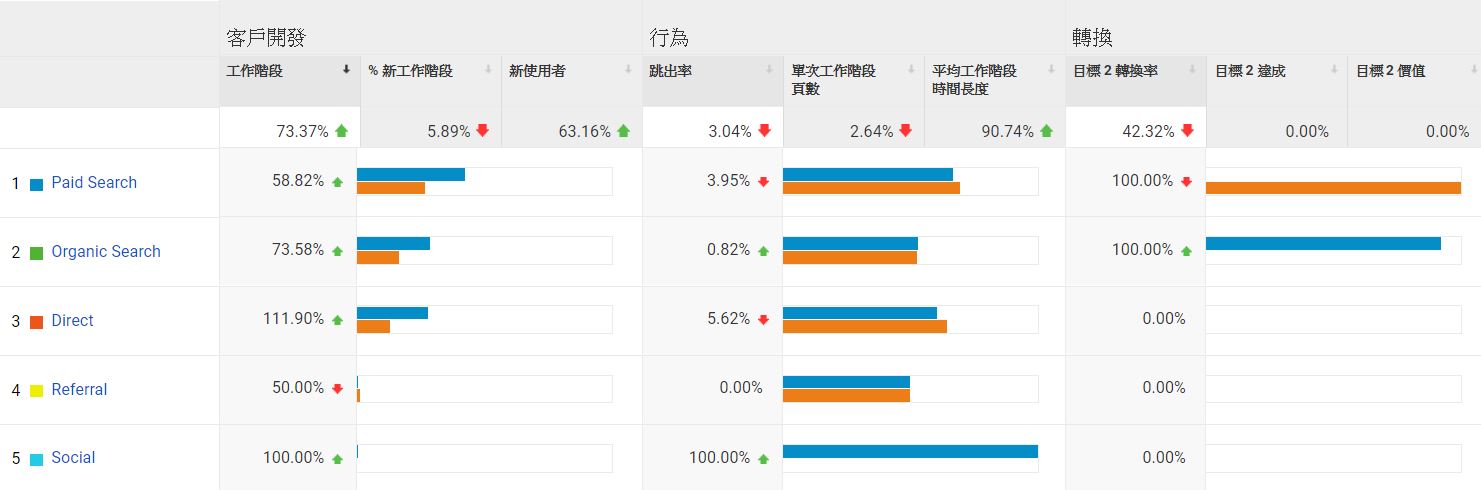 客戶開發 行為 轉換
工作階段 % 新工作階段 新使用者 跳出率 單次工作階段 平均工作階段 目標 2 轉換率 目標 2 達成 目標 2 價值
頁數 時間長度
73.37% 5.89% 63.16% 3.04% 2.64% 90.74% 42.32% 0.00% 0.00%
1 Paid Search 58.82% 3.95% 100.00%
2 Organic Search 73.58% 0.82% 100.00%
3 Direct 111.90% 5.62% 0.00%
4 Referral 50.00% 0.00% 0.00%
5 Social 100.00% 100.00% 0.00%